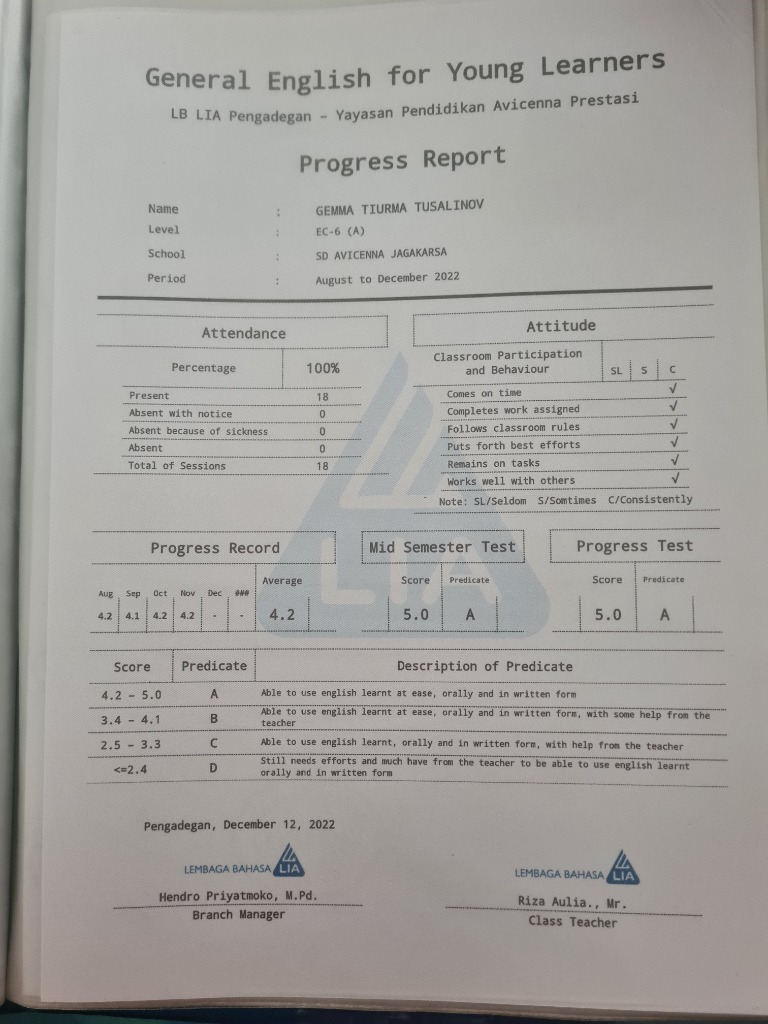 General English for Young Learners
LB LIA Pengadegan – Yayasan Pendidikan Avicenna Prestasi
Progress Report
Name : GEMMA TIURMA TUSALINOV
Level : EC-6 (A)
School : SD AVICENNA JAGAKARSA
Period : August to December 2022
Attendance
Percentage 100%
Present 18
Absent with notice 0
Absent because of sickness 0
Absent 0
Total of Sessions 18
Attitude
Classroom Participation
and Behaviour SL S C
Comes on time √
Completes work assigned √
Follows classroom rules √
Puts forth best efforts √
Remains on tasks √
Works well with others √
Note: SL/Seldom S/Somtimes C/Consistently
LIA
Progress Record
Aug Sep Oct Nov Dec ### Average
4.2 4.1 4.2 4.2 - - 4.2
Mid Semester Test
Score Predicate
5.0 A
Progress Test
Score Predicate
5.0 A
Score Predicate Description of Predicate
4.2 - 5.0 A Able to use english learnt at ease, orally and in written form
3.4 - 4.1 B Able to use english learnt at ease, orally and in written form, with some help from the
teacher
2.5 - 3.3 C Able to use english learnt, orally and in written form, with help from the teacher
<=2.4 D Still needs efforts and much have from the teacher to be able to use english learnt
orally and in written form
Pengadegan, December 12, 2022
LEMBAGA BAHASA LIA
Hendro Priyatmoko, M.Pd.
Branch Manager
LEMBAGA BAHASA LIA
Riza Aulia., Mr.
Class Teacher